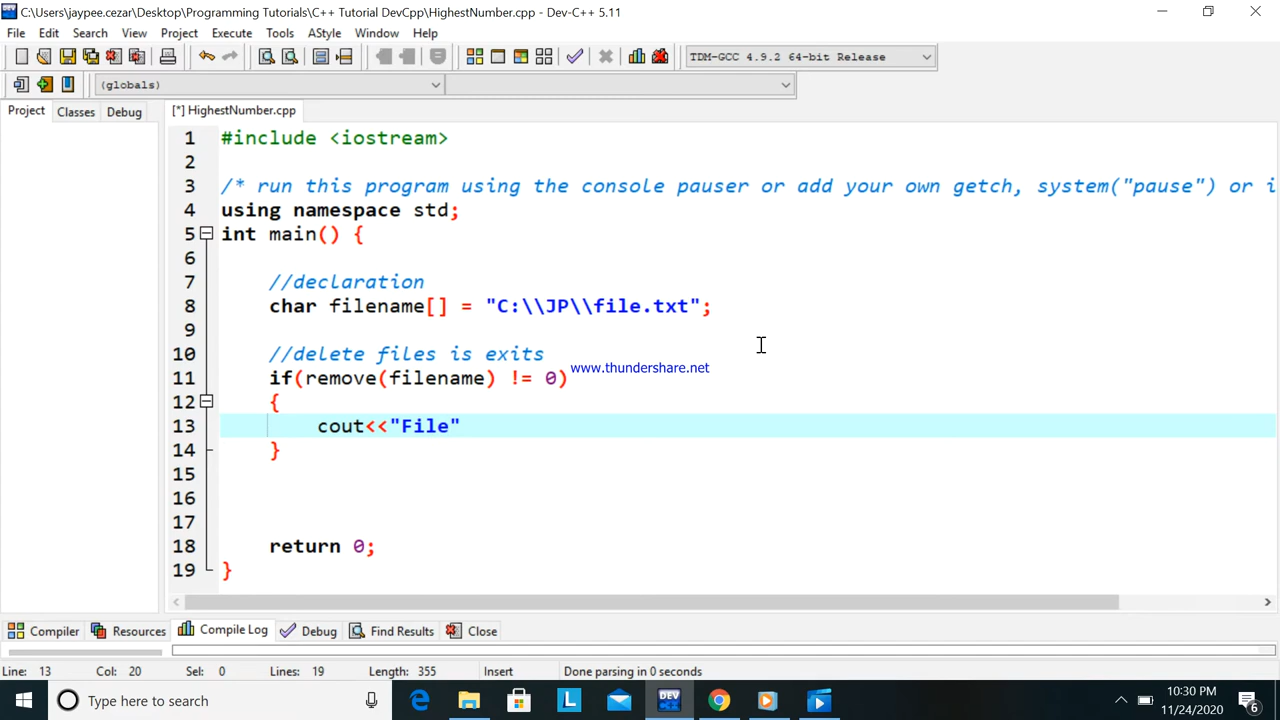 C:\Users\jaypee.cezar\Desktop\Programming Tutorials\C++ Tutorial DevCpp\HighestNumber.cpp - Dev-C++ 5.11
File Edit Search View Project Execute Tools AStyle Window Help
TDM-GCC 4.9.2 64-bit Release
(globals)
Project Classes Debug [*] HighestNumber.cpp
1 #include <iostream>
2
3 /* run this program using the console pauser or add your own getch, system("pause") or i
4 using namespace std;
5 int main() {
6
7 //declaration
8 char filename[] = "C:\\JP\\file.txt";
9
10 //delete files is exits
www.thundershare.net
11 if(remove(filename) != 0)
12 {
13 cout<<"File"
14 }
15
16
17
18 return 0;
19 }
Compiler Resources Compile Log Debug Find Results Close
Line: 13 Col: 20 Sel: 0 Lines: 19 Length: 355 Insert Done parsing in 0 seconds
Type here to search
L
DEV
10:30 PM
11/24/2020
6